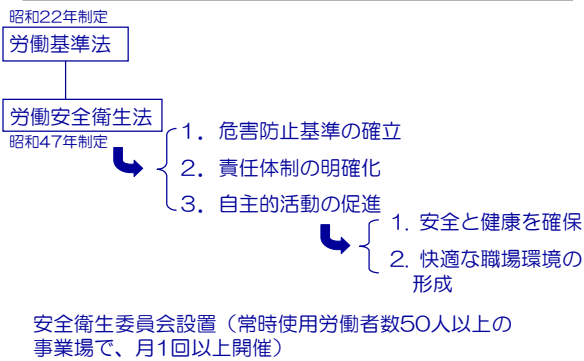 昭和22年制定
労働基準法
労働安全衛生法
昭和47年制定
1．危害防止基準の確立
2．責任体制の明確化
3．自主的活動の促進
1. 安全と健康を確保
2. 快適な職場環境の
形成
安全衛生委員会設置（常時使用労働者数50人以上の
事業場で、月1回以上開催）